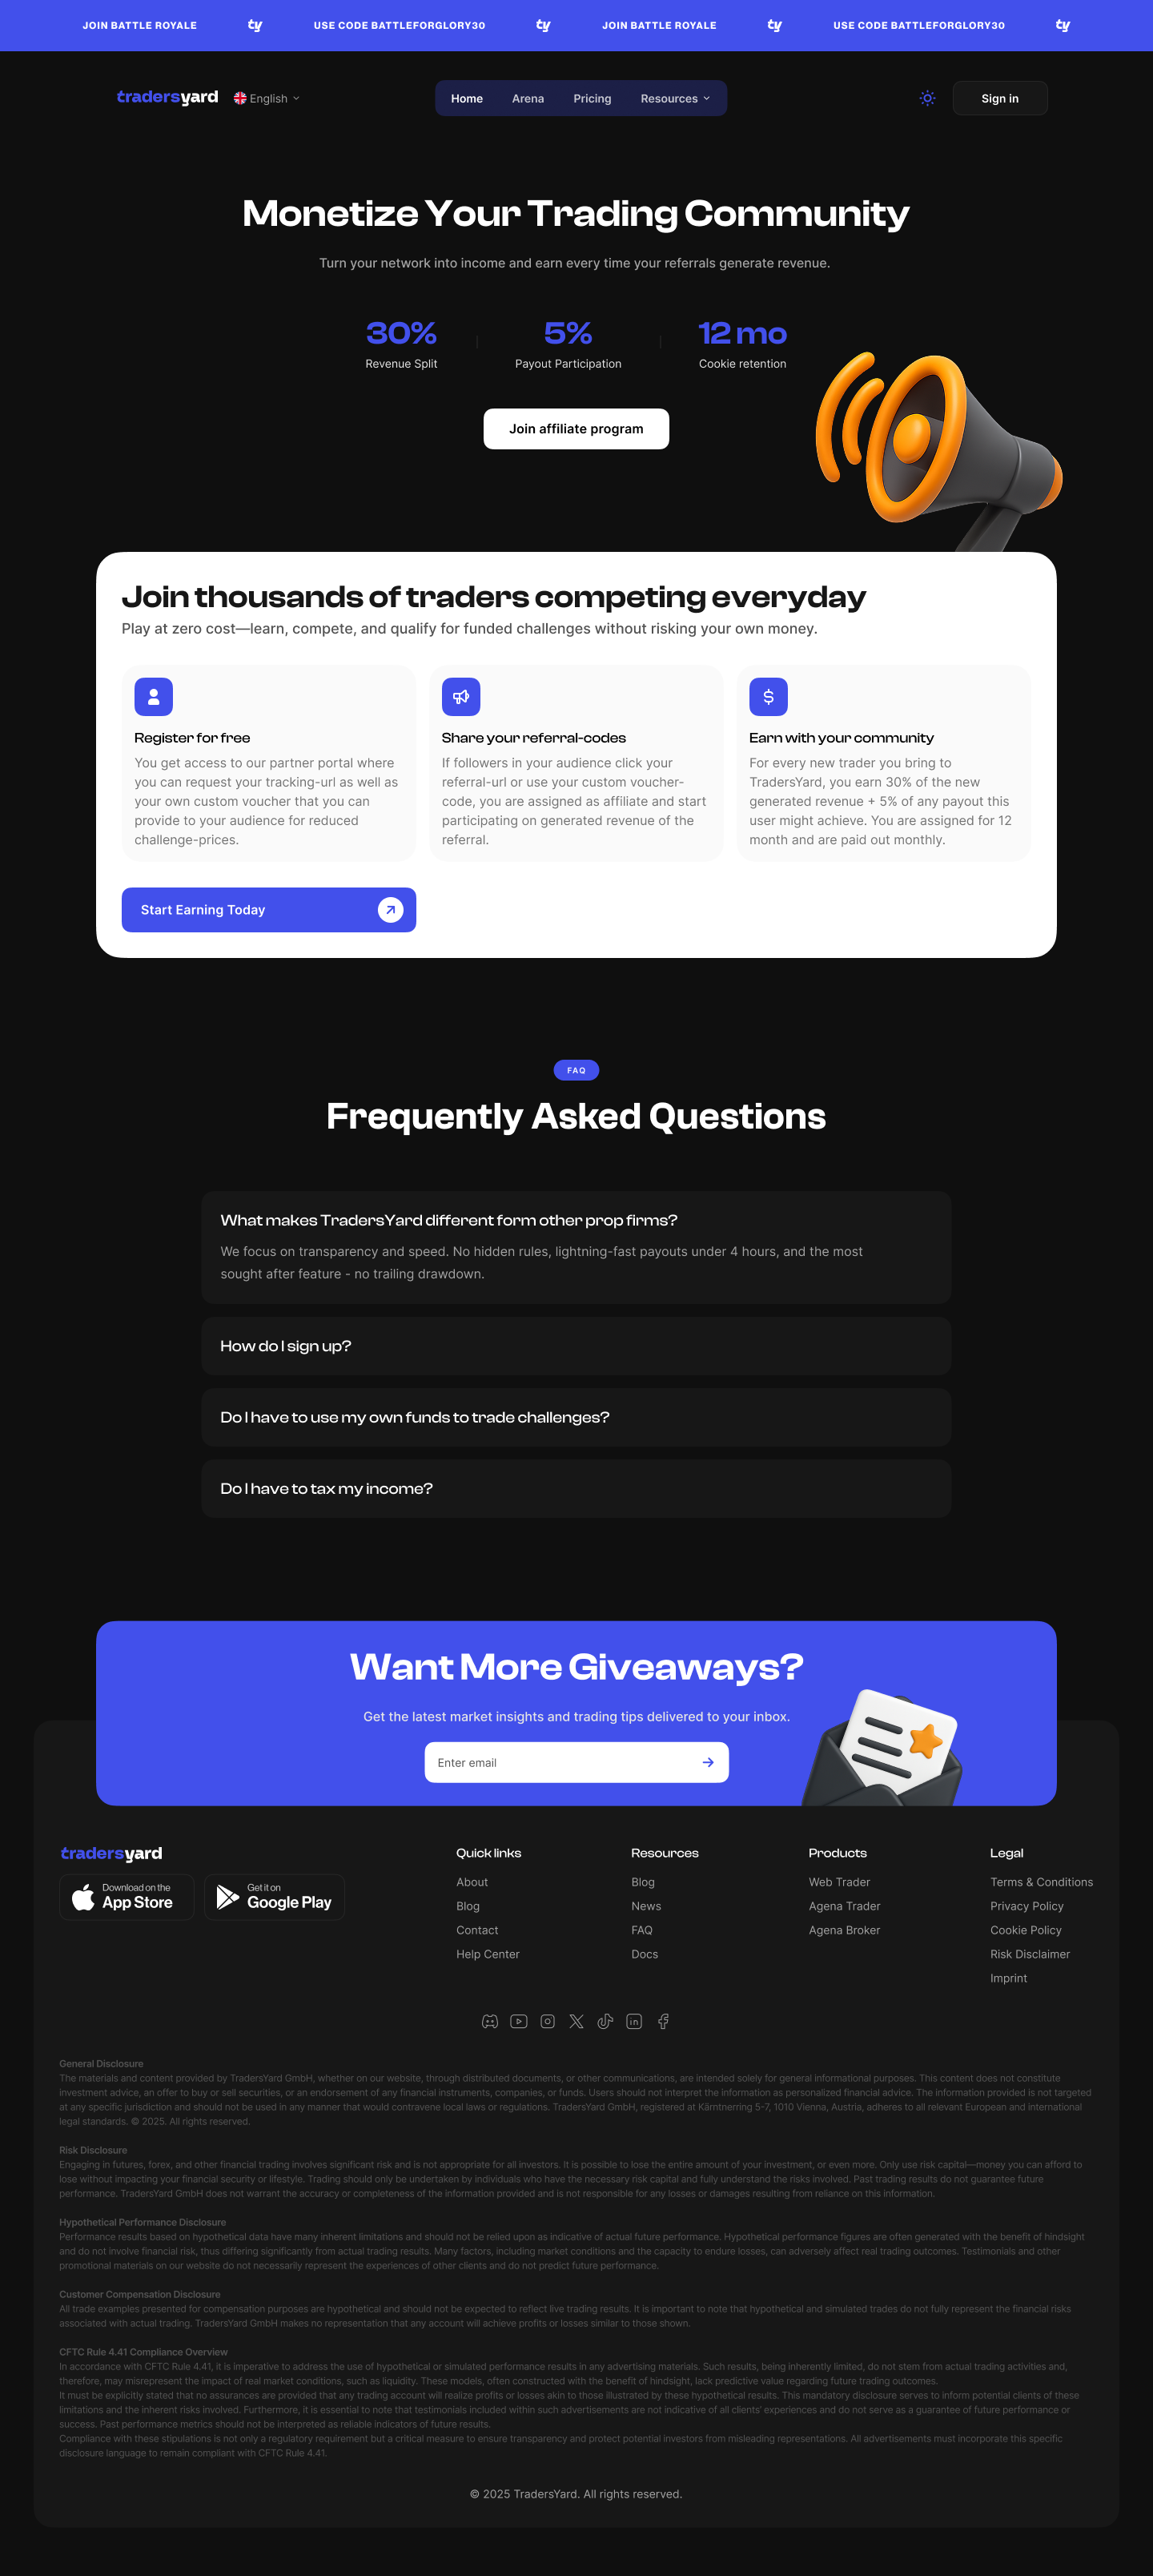 JOIN BATTLE ROYALE ty USE CODE BATTLEFORGLORY30 ty JOIN BATTLE ROYALE ty USE CODE BATTLEFORGLORY30 ty
tradersyard English Home Arena Pricing Resources Sign in
Monetize Your Trading Community
Turn your network into income and earn every time your referrals generate revenue.
30% 5% 12 mo
Revenue Split Payout Participation Cookie retention
Join affiliate program
Join thousands of traders competing everyday
Play at zero cost—learn, compete, and qualify for funded challenges without risking your own money.
Register for free
You get access to our partner portal where
you can request your tracking-url as well as
your own custom voucher that you can
provide to your audience for reduced
challenge-prices.
Share your referral-codes
If followers in your audience click your
referral-url or use your custom voucher-
code, you are assigned as affiliate and start
participating on generated revenue of the
referral.
$
Earn with your community
For every new trader you bring to
TradersYard, you earn 30% of the new
generated revenue + 5% of any payout this
user might achieve. You are assigned for 12
month and are paid out monthly.
Start Earning Today
FAQ
Frequently Asked Questions
What makes TradersYard different form other prop firms?
We focus on transparency and speed. No hidden rules, lightning-fast payouts under 4 hours, and the most
sought after feature - no trailing drawdown.
How do I sign up?
Do I have to use my own funds to trade challenges?
Do I have to tax my income?
Want More Giveaways?
Get the latest market insights and trading tips delivered to your inbox.
Enter email
tradersyard
Download on the
App Store
Get it on
Google Play
Quick links
About
Blog
Contact
Help Center
Resources
Blog
News
FAQ
Docs
Products
Web Trader
Agena Trader
Agena Broker
Legal
Terms & Conditions
Privacy Policy
Cookie Policy
Risk Disclaimer
Imprint
General Disclosure
The materials and content provided by TradersYard GmbH, whether on our website, through distributed documents, or other communications, are intended solely for general informational purposes. This content does not constitute
investment advice, an offer to buy or sell securities, or an endorsement of any financial instruments, companies, or funds. Users should not interpret the information as personalized financial advice. The information provided is not targeted
at any specific jurisdiction and should not be used in any manner that would contravene local laws or regulations. TradersYard GmbH, registered at Kärntnerring 5-7, 1010 Vienna, Austria, adheres to all relevant European and international
legal standards. © 2025. All rights reserved.
Risk Disclosure
Engaging in futures, forex, and other financial trading involves significant risk and is not appropriate for all investors. It is possible to lose the entire amount of your investment, or even more. Only use risk capital—money you can afford to
lose without impacting your financial security or lifestyle. Trading should only be undertaken by individuals who have the necessary risk capital and fully understand the risks involved. Past trading results do not guarantee future
performance. TradersYard GmbH does not warrant the accuracy or completeness of the information provided and is not responsible for any losses or damages resulting from reliance on this information.
Hypothetical Performance Disclosure
Performance results based on hypothetical data have many inherent limitations and should not be relied upon as indicative of actual future performance. Hypothetical performance figures are often generated with the benefit of hindsight
and do not involve financial risk, thus differing significantly from actual trading results. Many factors, including market conditions and the capacity to endure losses, can adversely affect real trading outcomes. Testimonials and other
promotional materials on our website do not necessarily represent the experiences of other clients and do not predict future performance.
Customer Compensation Disclosure
All trade examples presented for compensation purposes are hypothetical and should not be expected to reflect live trading results. It is important to note that hypothetical and simulated trades do not fully represent the financial risks
associated with actual trading. TradersYard GmbH makes no representation that any account will achieve profits or losses similar to those shown.
CFTC Rule 4.41 Compliance Overview
In accordance with CFTC Rule 4.41, it is imperative to address the use of hypothetical or simulated performance results in any advertising materials. Such results, being inherently limited, do not stem from actual trading activities and,
therefore, may misrepresent the impact of real market conditions, such as liquidity. These models, often constructed with the benefit of hindsight, lack predictive value regarding future trading outcomes.
It must be explicitly stated that no assurances are provided that any trading account will realize profits or losses akin to those illustrated by these hypothetical results. This mandatory disclosure serves to inform potential clients of these
limitations and the inherent risks involved. Furthermore, it is essential to note that testimonials included within such advertisements are not indicative of all clients' experiences and do not serve as a guarantee of future performance or
success. Past performance metrics should not be interpreted as reliable indicators of future results.
Compliance with these stipulations is not only a regulatory requirement but a critical measure to ensure transparency and protect potential investors from misleading representations. All advertisements must incorporate this specific
disclosure language to remain compliant with CFTC Rule 4.41.
© 2025 TradersYard. All rights reserved.